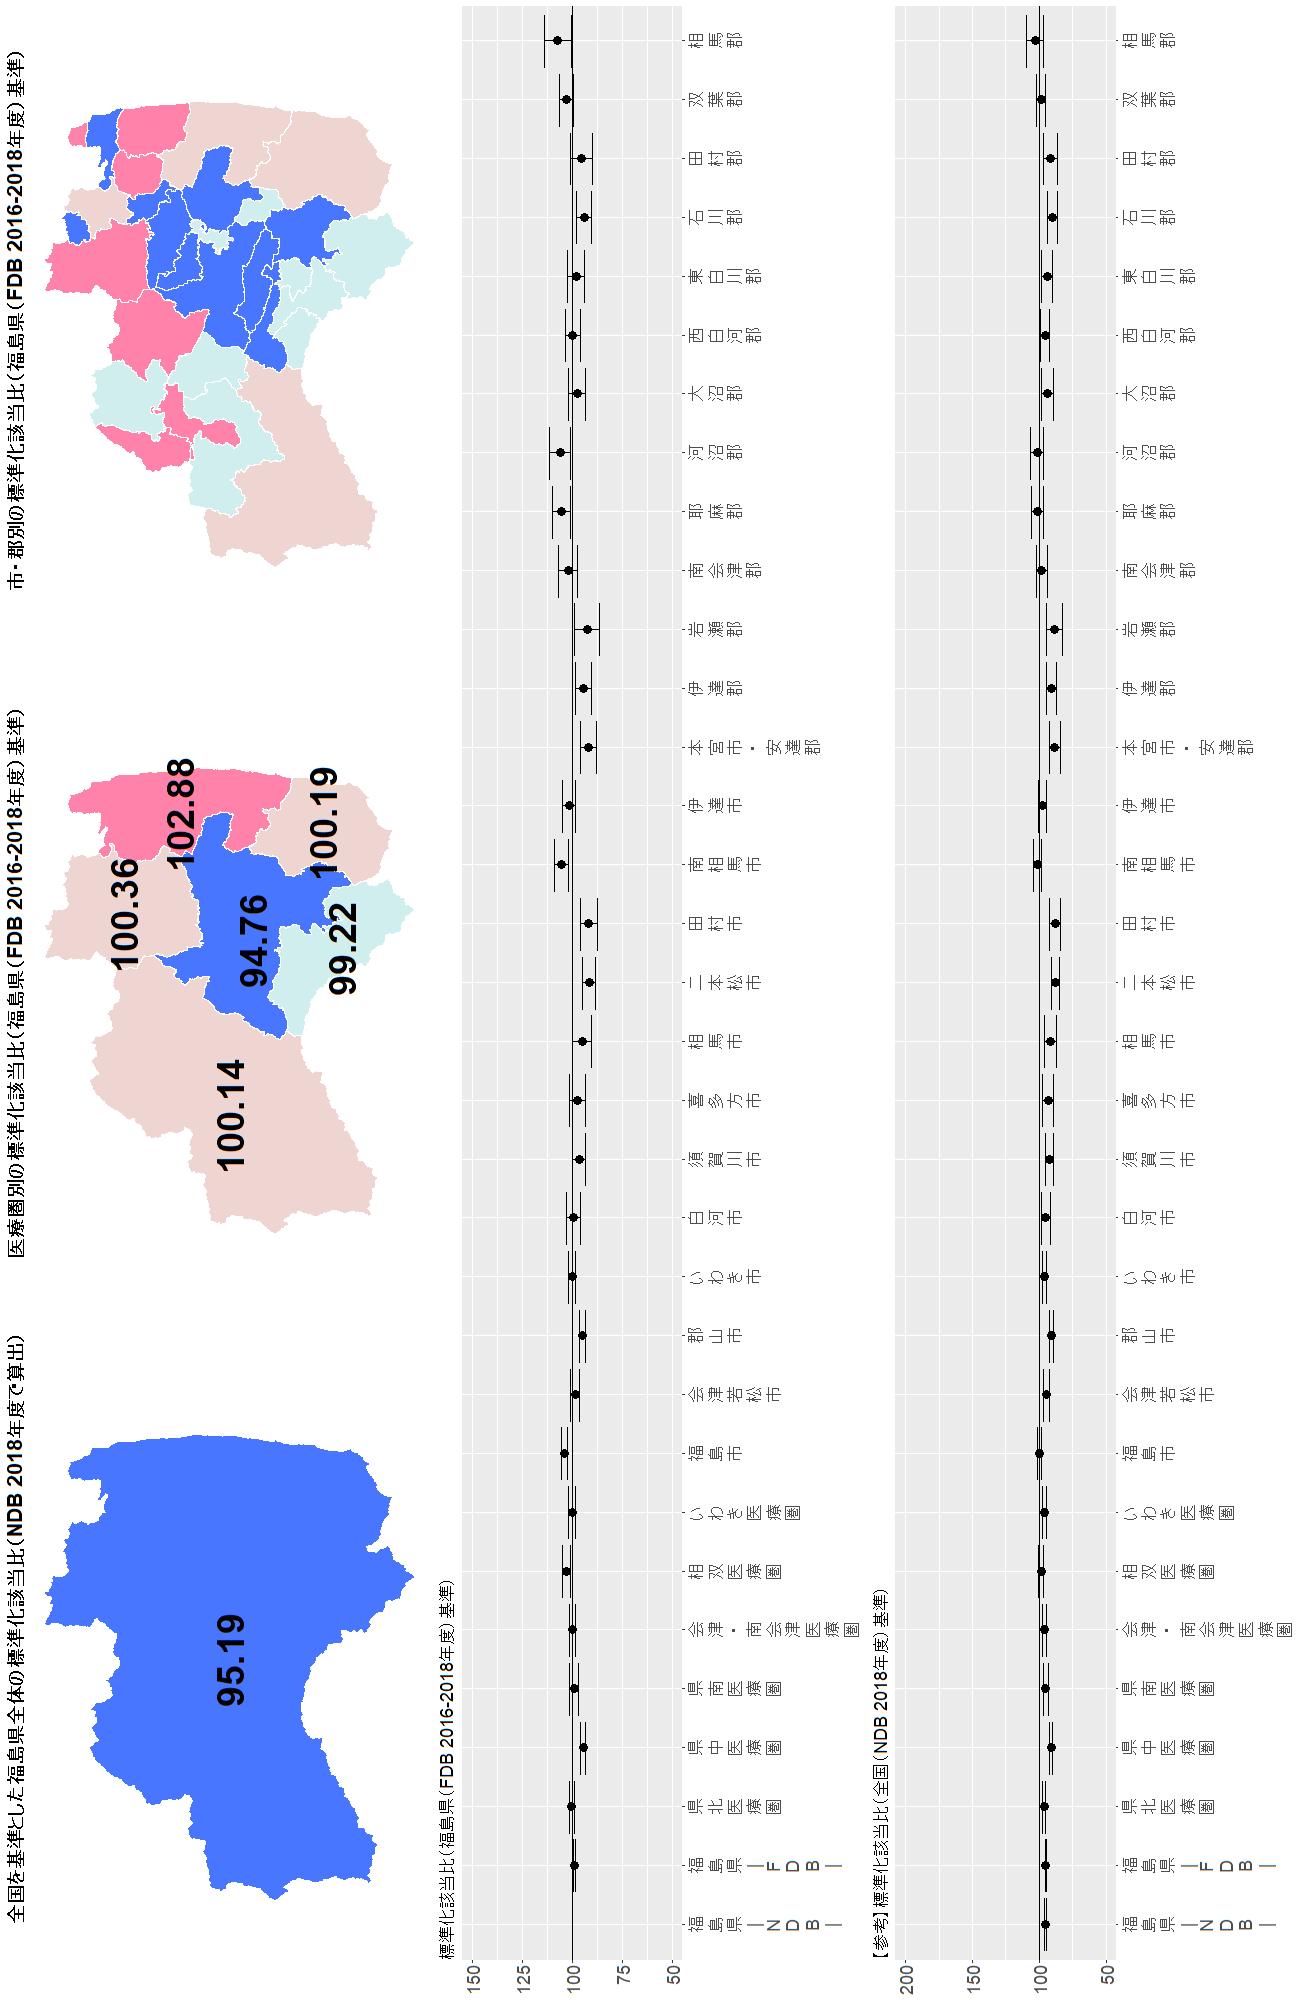 全国を基準とした福島県全体の標準化該当比(NDB 2018年度で算出)
95.19
医療圏別の標準化該当比(福島県(FDB 2016-2018年度)基準)
100.36
102.88
94.76
100.19
99.22
100.14
市・郡別の標準化該当比(福島県(FDB 2016-2018年度)基準)
標準化該当比(福島県(FDB 2016-2018年度)基準)
150
125
100
75
50
福島県|NDB|
福島県|FDB|
県北医療圏
県中医療圏
県南医療圏
会津・南会津医療圏
相双医療圏
いわき医療圏
福島市
会津若松市
郡山市
いわき市
白河市
須賀川市
喜多方市
相馬市
二本松市
田村市
南相馬市
伊達市
本宮市・安達郡
伊達郡
岩瀬郡
南会津郡
耶麻郡
河沼郡
大沼郡
西白河郡
東白川郡
石川郡
田村郡
双葉郡
相馬郡
【参考】標準化該当比(全国(NDB 2018年度)基準)
200
150
100
50
福島県|NDB|
福島県|FDB|
県北医療圏
県中医療圏
県南医療圏
会津・南会津医療圏
相双医療圏
いわき医療圏
福島市
会津若松市
郡山市
いわき市
白河市
須賀川市
喜多方市
相馬市
二本松市
田村市
南相馬市
伊達市
本宮市・安達郡
伊達郡
岩瀬郡
南会津郡
耶麻郡
河沼郡
大沼郡
西白河郡
東白川郡
石川郡
田村郡
双葉郡
相馬郡